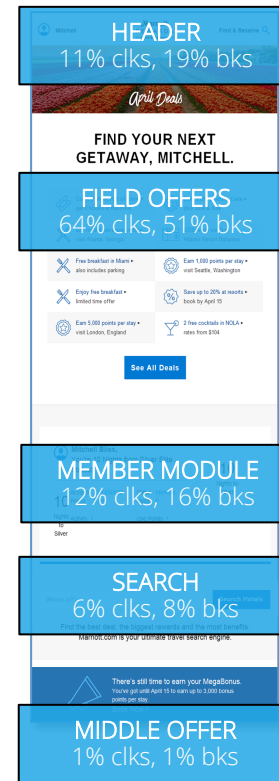 Mitchell
Find & Reserve
HEADER
11% clks, 19% bks
April Deals
FIND YOUR NEXT
GETAWAY, MITCHELL.
FIELD OFFERS
64% clks, 51% bks
Free breakfast in Miami ▸
also includes parking
Earn 1,000 points per stay ▸
visit Seattle, Washington
Enjoy free breakfast ▸
limited time offer
Save up to 20% at resorts ▸
book by April 15
Earn 5,000 points per stay ▸
visit London, England
2 free cocktails in NOLA ▸
rates from $104
See All Deals
MEMBER MODULE
12% clks, 16% bks
10
to
Silver
SEARCH
6% clks, 8% bks
Search Hotels
Find the best deal, the biggest rewards and the most benefits.
Marriott.com is your ultimate travel search engine.
There's still time to earn your MegaBonus.
You've got until April 15 to earn up to 3,000 bonus
points per stay.
MIDDLE OFFER
1% clks, 1% bks